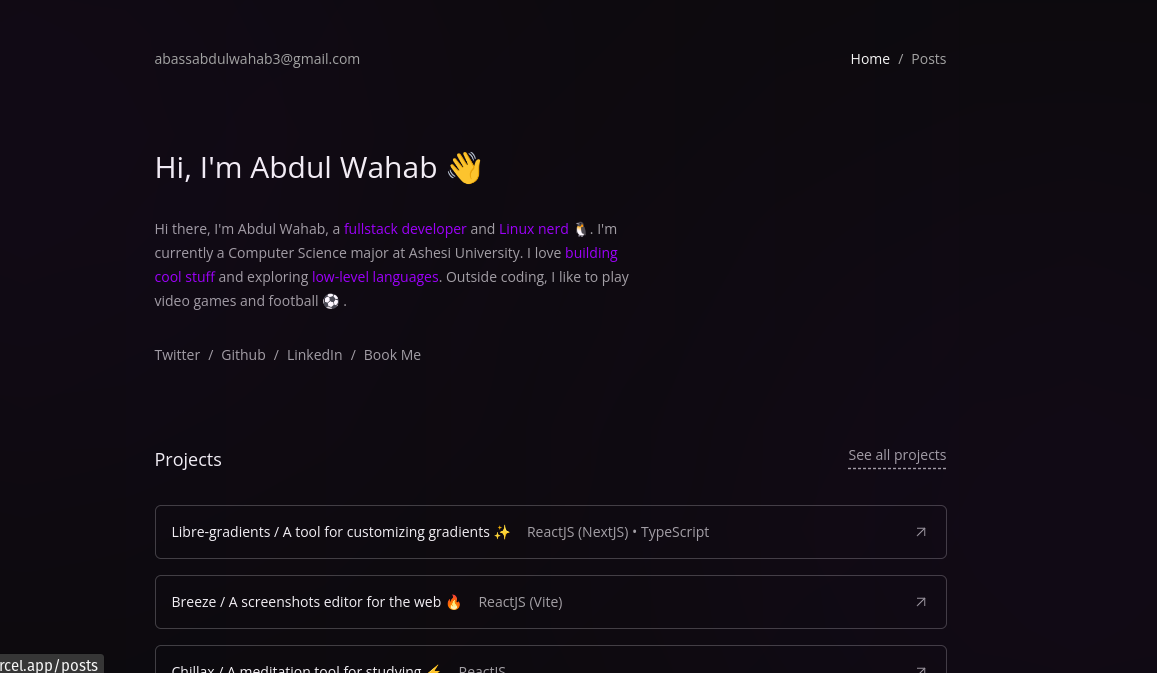 abassabdulwahab3@gmail.com
Home / Posts
Hi, I'm Abdul Wahab 👋
Hi there, I'm Abdul Wahab, a fullstack developer and Linux nerd 🐧. I'm
currently a Computer Science major at Ashesi University. I love building
cool stuff and exploring low-level languages. Outside coding, I like to play
video games and football ⚽ .
Twitter / Github / LinkedIn / Book Me
Projects
See all projects
Libre-gradients / A tool for customizing gradients ✨ ReactJS (NextJS) • TypeScript
Breeze / A screenshots editor for the web 🔥 ReactJS (Vite)
Chillax / A meditation tool for studying ⚡ ReactJS
rcel.app/posts